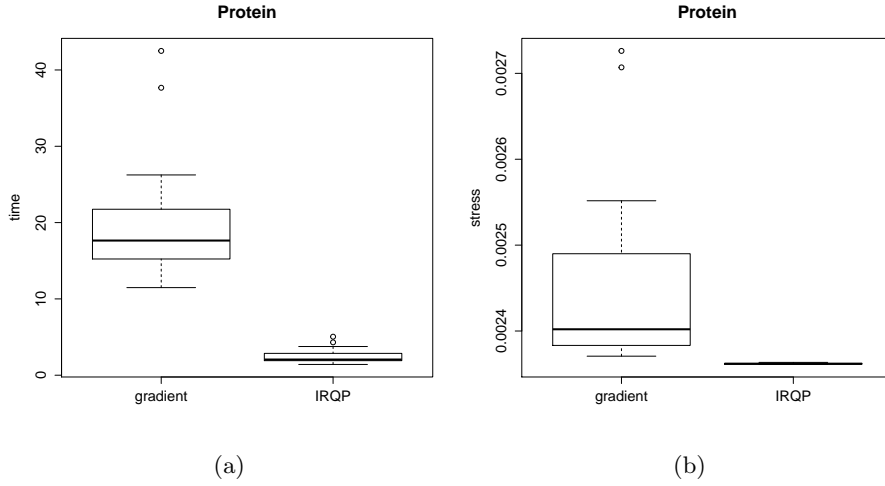 Protein
time
40
30
20
10
0
gradient IRQP
(a)
Protein
stress
0.0027
0.0026
0.0025
0.0024
gradient IRQP
(b)